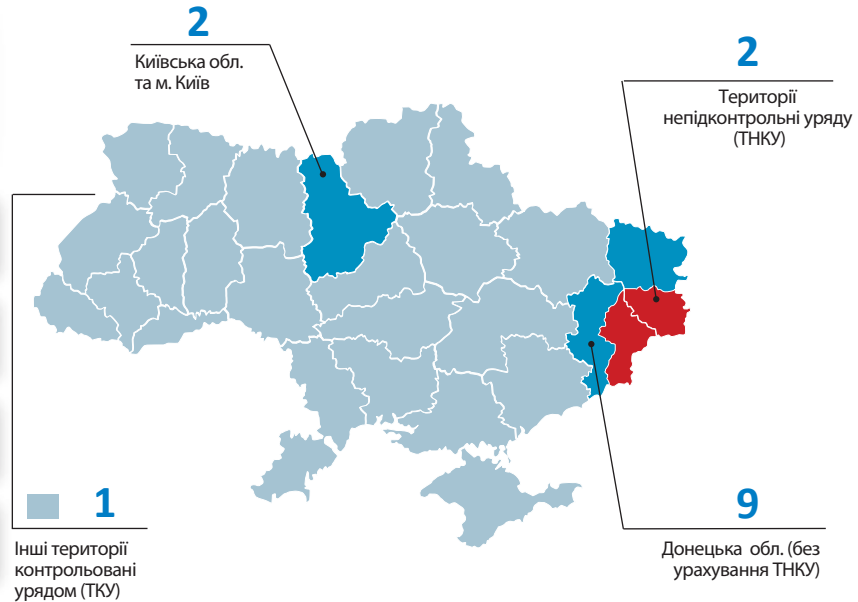 2
Київська обл.
та м. Київ
2
Території
непідконтрольні уряду
(ТНКУ)
1
Інші території
контрольовані
урядом (ТКУ)
9
Донецька обл. (без
урахування ТНКУ)